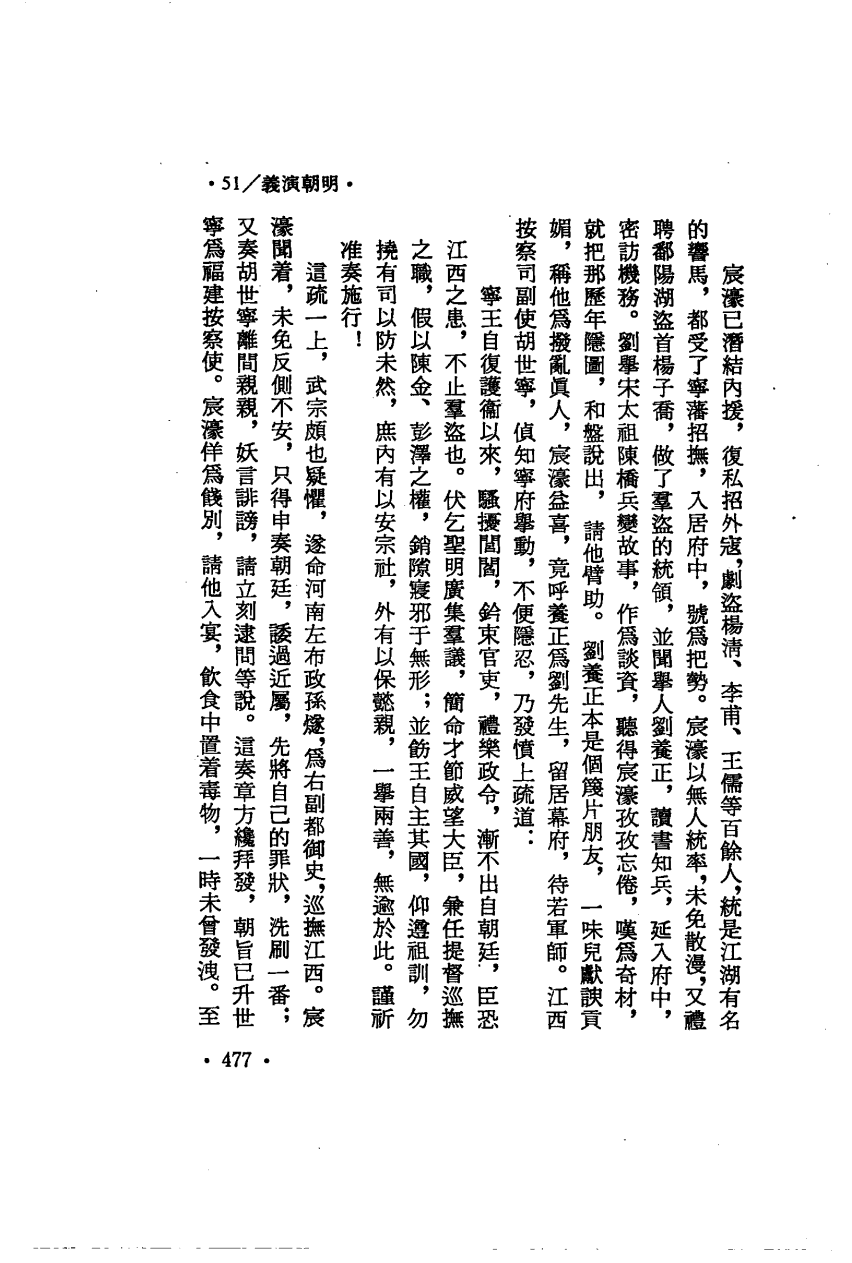 ·51／義演朝明·
宸濠已潛結內援，復私招外寇，劇盜楊淸、李甫、王儒等百餘人，統是江湖有名
的響馬，都受了寧藩招撫，入居府中，號爲把勢。宸濠以無人統率，未免散漫，又禮
聘鄱陽湖盜首楊子喬，做了羣盜的統領，並聞擧人劉養正，讀書知兵，延入府中，
密訪機務。劉擧宋太祖陳橋兵變故事，作爲談資，聽得宸濠孜孜忘倦，嘆爲奇材，
就把那歷年隱圖，和盤說出，請他臂助。劉養正本是個篾片朋友，一味兒獻諛貢
媚，稱他爲撥亂眞人，宸濠益喜，竟呼養正爲劉先生，留居幕府，待若軍師。江西
按察司副使胡世寧，偵知寧府擧動，不便隱忍，乃發憤上疏道：
寧王自復護衞以來，騷擾閭閻，鈐束官吏，禮樂政令，漸不出自朝廷，臣恐
江西之患，不止羣盜也。伏乞聖明廣集羣議，簡命才節威望大臣，兼任提督巡撫
之職，假以陳金、彭澤之權，銷隙寢邪于無形；並飭王自主其國，仰遵祖訓，勿
撓有司以防未然，庶內有以安宗社，外有以保懿親，一擧兩善，無逾於此。謹祈
准奏施行！
這疏一上，武宗頗也疑懼，遂命河南左布政孫燧，爲右副都御史，巡撫江西。宸
濠聞着，未免反側不安，只得申奏朝廷，諉過近屬，先將自己的罪狀，洗刷一番；
又奏胡世寧離間親親，妖言誹謗，請立刻逮問等說。這奏章方纔拜發，朝旨已升世
寧爲福建按察使。宸濠佯爲餞別，請他入宴，飮食中置着毒物，一時未曾發洩。至
·477·